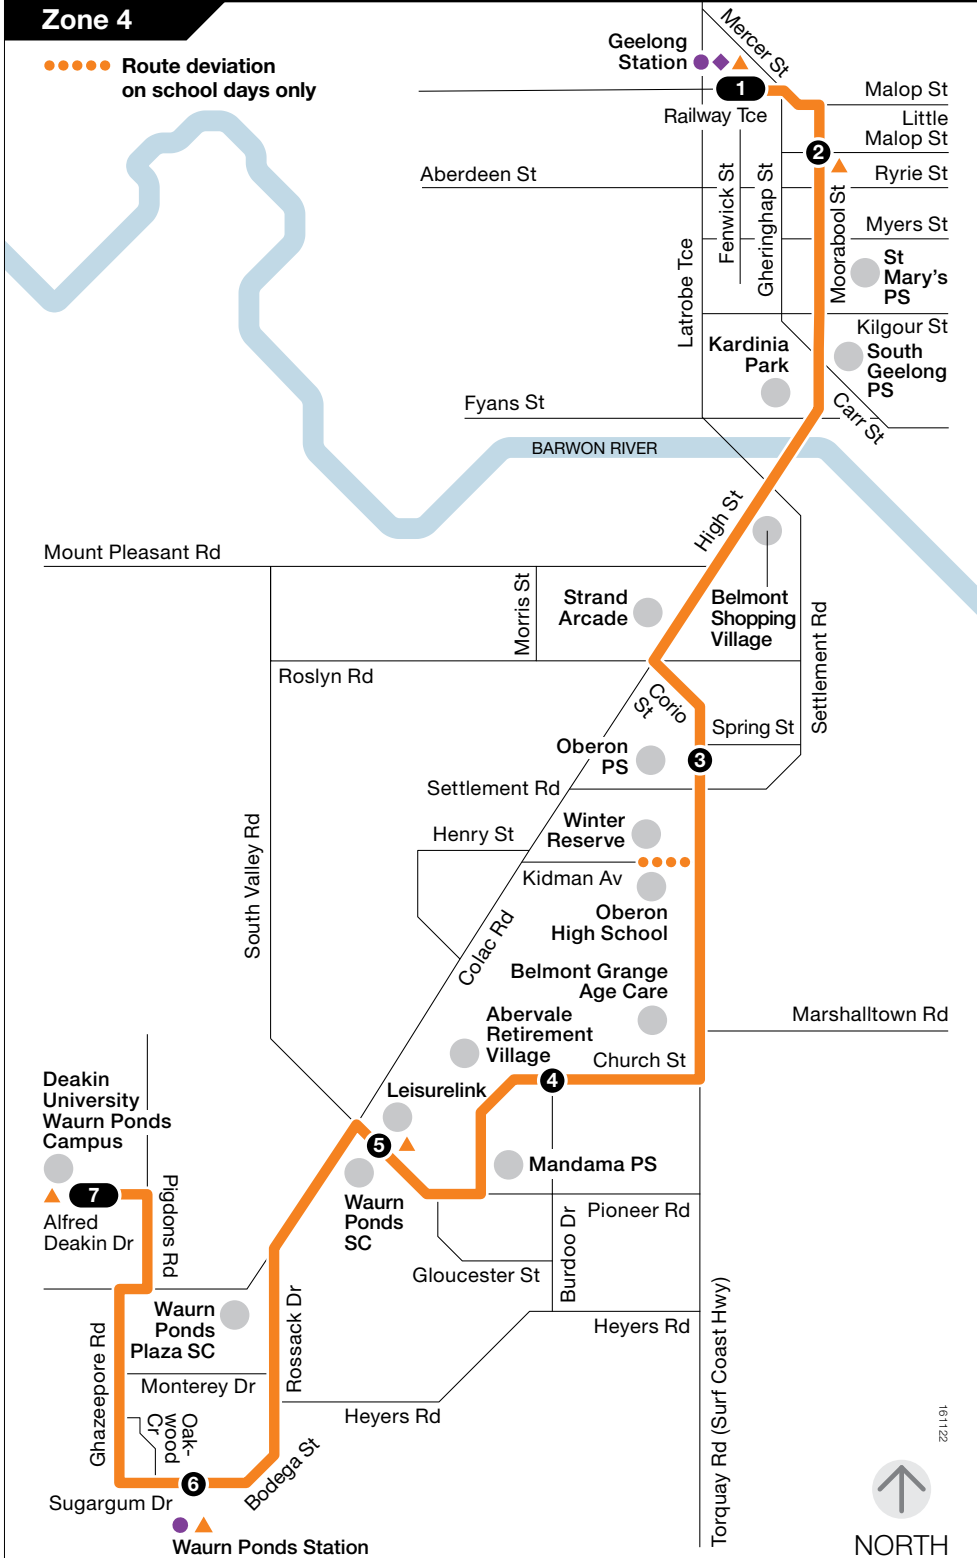 Zone 4
Route deviation
on school days only
Geelong
Station
Mercer St
1
Railway Tce
Malop St
Little
Malop St
2
Aberdeen St
Ryrie St
Fenwick St
Gheringhap St
Moorabool St
Myers St
Latrobe Tce
St
Mary's
PS
Kilgour St
Kardinia
Park
South
Geelong
PS
Fyans St
Carr St
BARWON RIVER
High St
Mount Pleasant Rd
Morris St
Strand
Arcade
Belmont
Shopping
Village
Settlement Rd
Roslyn Rd
Corio
St
Spring St
Oberon
PS
3
Settlement Rd
South Valley Rd
Henry St
Winter
Reserve
Kidman Av
Oberon
High School
Colac Rd
Belmont Grange
Age Care
Abervale
Retirement
Village
Marshalltown Rd
Church St
4
Deakin
University
Waurn Ponds
Campus
Leisurelink
5
7
Mandama PS
Alfred
Deakin Dr
Pigdons Rd
Waurn
Ponds
SC
Pioneer Rd
Burdoo Dr
Gloucester St
Waurn
Ponds
Plaza SC
Rossack Dr
Heyers Rd
Torquay Rd (Surf Coast Hwy)
Ghazeepore Rd
Monterey Dr
Heyers Rd
Oak-
wood
Cr
6
Bodega St
Sugargum Dr
Waurn Ponds Station
161122
NORTH